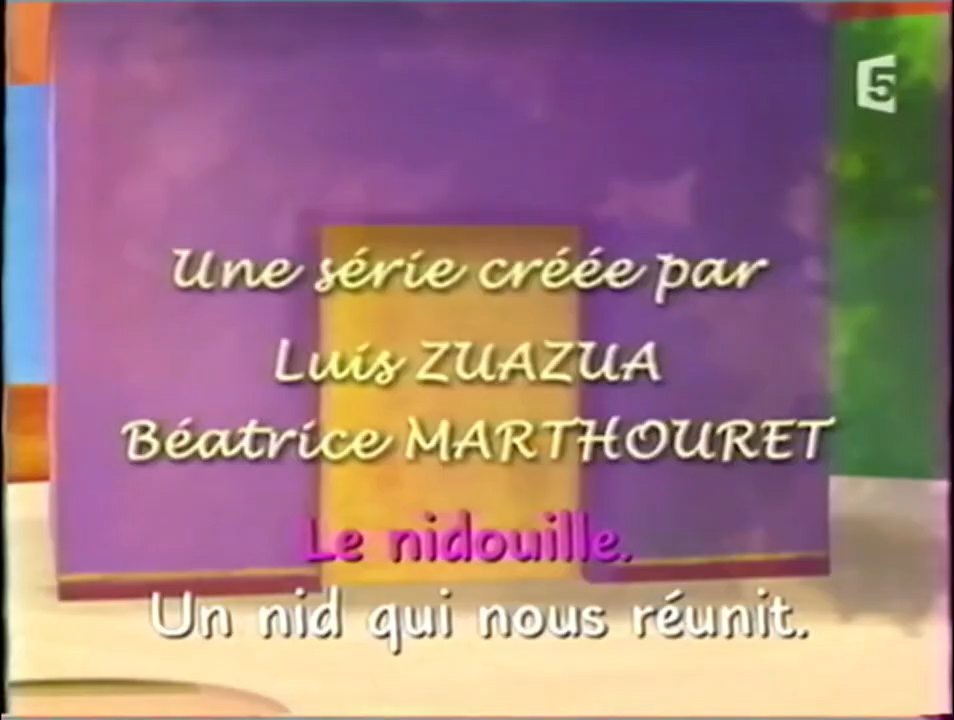 5
Une série créée par
Luis ZUAZUA
Béatrice MARTHOURET
Le nidouille.
Un nid qui nous réunit.